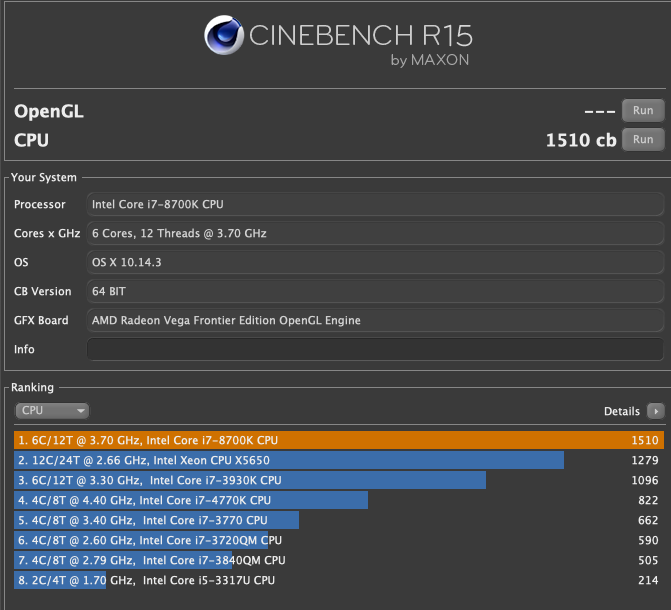 CINEBENCH R15
by MAXON
OpenGL --- Run
CPU 1510 cb Run
Your System
Processor Intel Core i7-8700K CPU
Cores x GHz 6 Cores, 12 Threads @ 3.70 GHz
OS OS X 10.14.3
CB Version 64 BIT
GFX Board AMD Radeon Vega Frontier Edition OpenGL Engine
Info
Ranking
CPU Details
1. 6C/12T @ 3.70 GHz, Intel Core i7-8700K CPU 1510
2. 12C/24T @ 2.66 GHz, Intel Xeon CPU X5650 1279
3. 6C/12T @ 3.30 GHz, Intel Core i7-3930K CPU 1096
4. 4C/8T @ 4.40 GHz, Intel Core i7-4770K CPU 822
5. 4C/8T @ 3.40 GHz, Intel Core i7-3770 CPU 662
6. 4C/8T @ 2.60 GHz, Intel Core i7-3720QM CPU 590
7. 4C/8T @ 2.79 GHz, Intel Core i7-3840QM CPU 505
8. 2C/4T @ 1.70 GHz, Intel Core i5-3317U CPU 214